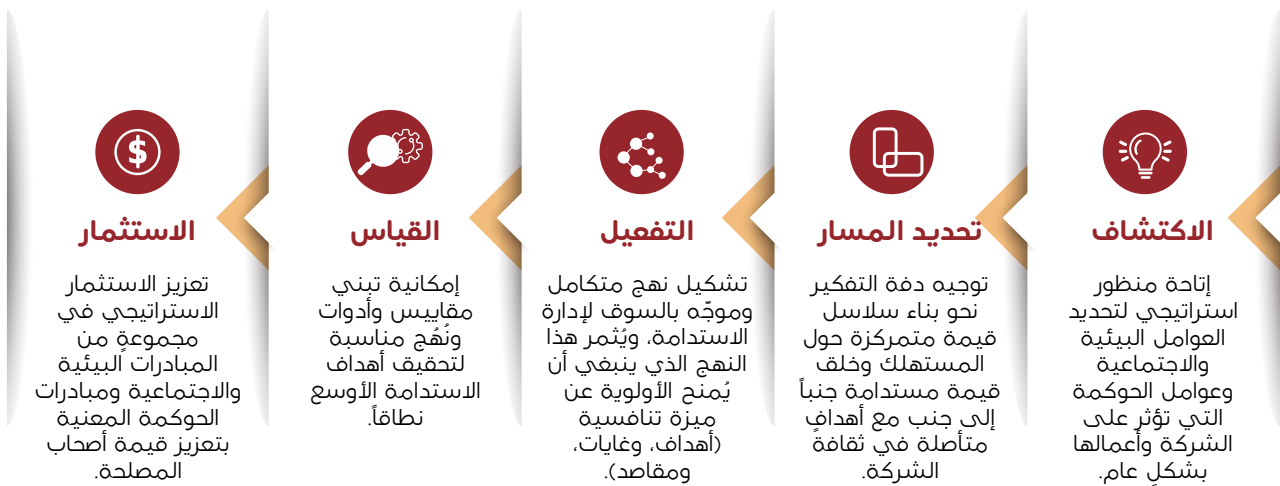 الاكتشاف
إتاحة منظور
استراتيجي لتحديد
العوامل البيئية
والاجتماعية
وعوامل الحوكمة
التي تؤثر على
الشركة وأعمالها
بشكلٍ عام.
تحديد المسار
توجيه دفة التفكير
نحو بناء سلاسل
قيمة متمركزة حول
المستهلك وخلق
قيمة مستدامة جنباً
إلى جنب مع أهدافٍ
متأصلة في ثقافة
الشركة.
التفعيل
تشكيل نهج متكامل
وموجّه بالسوق لإدارة
الاستدامة، ويُثمر هذا
النهج الذي ينبغي أن
يُمنح الأولوية عن
ميزة تنافسية
(أهداف، وغايات،
ومقاصد).
القياس
إمكانية تبني
مقاييس وأدوات
ونُهُج مناسبة
لتحقيق أهداف
الاستدامة الأوسع
نطاقاً.
الاستثمار
تعزيز الاستثمار
الاستراتيجي في
مجموعةٍ من
المبادرات البيئية
والاجتماعية ومبادرات
الحوكمة المعنية
بتعزيز قيمة أصحاب
المصلحة.